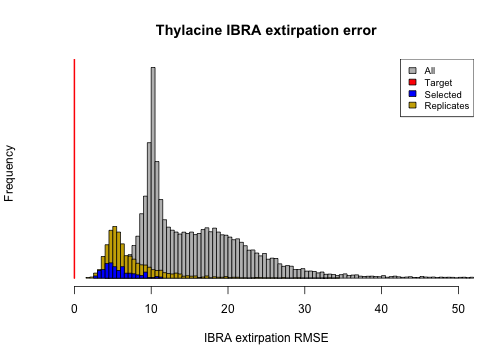 Thylacine IBRA extirpation error
All
Target
Selected
Replicates
Frequency
0 10 20 30 40 50
IBRA extirpation RMSE